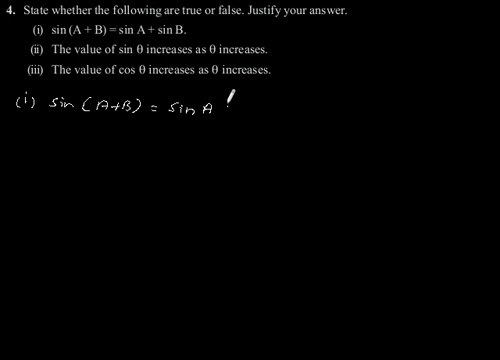 4. State whether the following are true or false. Justify your answer.
(i) sin (A + B) = sin A + sin B.
(ii) The value of sin θ increases as θ increases.
(iii) The value of cos θ increases as θ increases.
(i) sin (A+B) = sin A